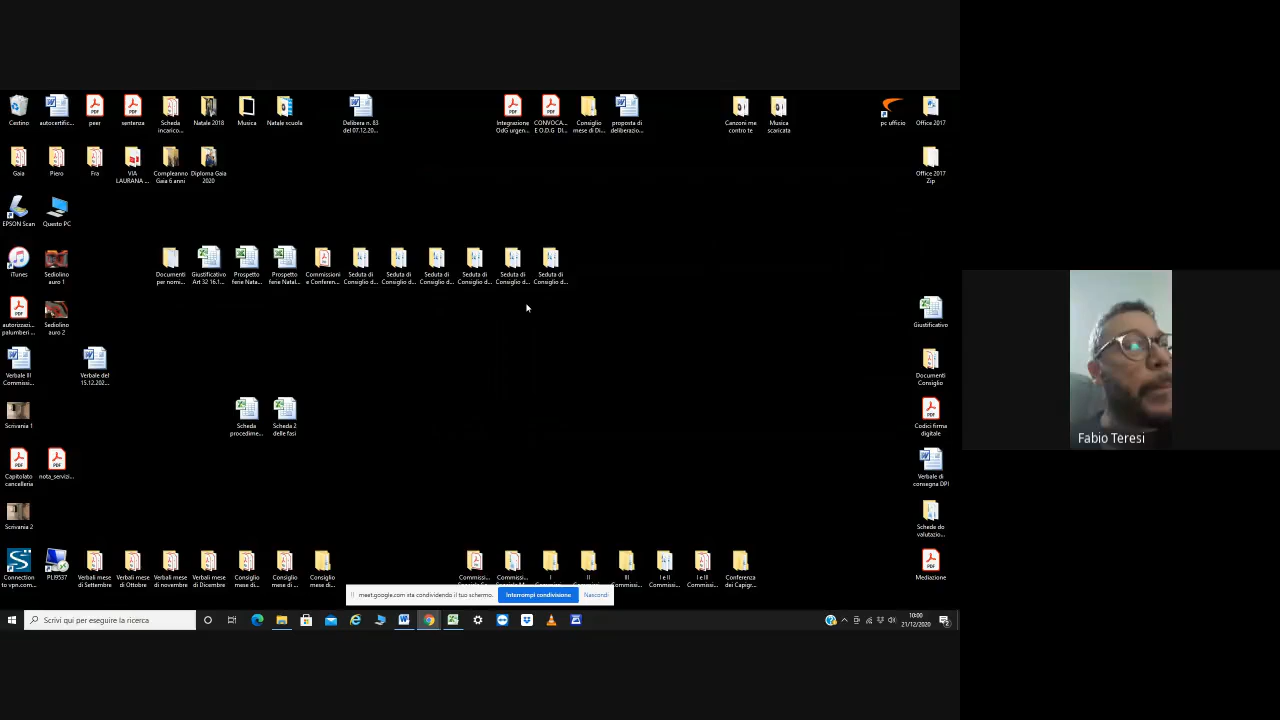 Cestino
autocertific...
peer
sentenza
Scheda
incarico...
Natale 2018
Musica
Natale scuola
Delibera n. 83
del 07.12.20...
Integrazione
OdG urgen...
CONVOCA...
E O.D.G DI...
Consiglio
mese di Di...
proposta di
deliberazio...
Canzoni me
contro te
Musica
scaricata
pc ufficio
Office 2017
Gaia
Piero
Fra
VIA
LAURANA ...
Compleanno
Gaia 6 anni
Diploma Gaia
2020
Office 2017
Zip
EPSON Scan
Questo PC
iTunes
Sediolino
auro 1
Documenti
per nomi...
Giustificativo
Art 32 16.1...
Prospetto
ferie Nata...
Prospetto
ferie Natal...
Commissioni
e Conferen...
Seduta di
Consiglio d...
Seduta di
Consiglio d...
Seduta di
Consiglio d...
Seduta di
Consiglio d...
Seduta di
Consiglio d...
Seduta di
Consiglio d...
autorizzazi...
palumberi ...
Sediolino
auro 2
Giustificativo
Verbale III
Commissi...
Verbale del
15.12.202...
Documenti
Consiglio
Scrivania 1
Scheda
procedime...
Scheda 2
delle fasi
Codici firma
digitale
Fabio Teresi
Capitolato
cancelleria
nota_servizi...
Verbale di
consegna DPI
Scrivania 2
Schede do
valutazio...
Connection
to vpn.com...
PLI9537
Verbali mese
di Settembre
Verbali mese
di Ottobre
Verbali mese
di novembre
Verbali mese
di Dicembre
Consiglio
mese di...
Consiglio
mese di...
Consiglio
mese di...
Commissi...
Commissi...
I
II
III
Commissi...
I e II
Commissi...
I e III
Commissi...
Conferenza
dei Capigr...
Mediazione
meet.google.com sta condividendo il tuo schermo.
Interrompi condivisione
Nascondi
Scrivi qui per eseguire la ricerca
10:00
21/12/2020